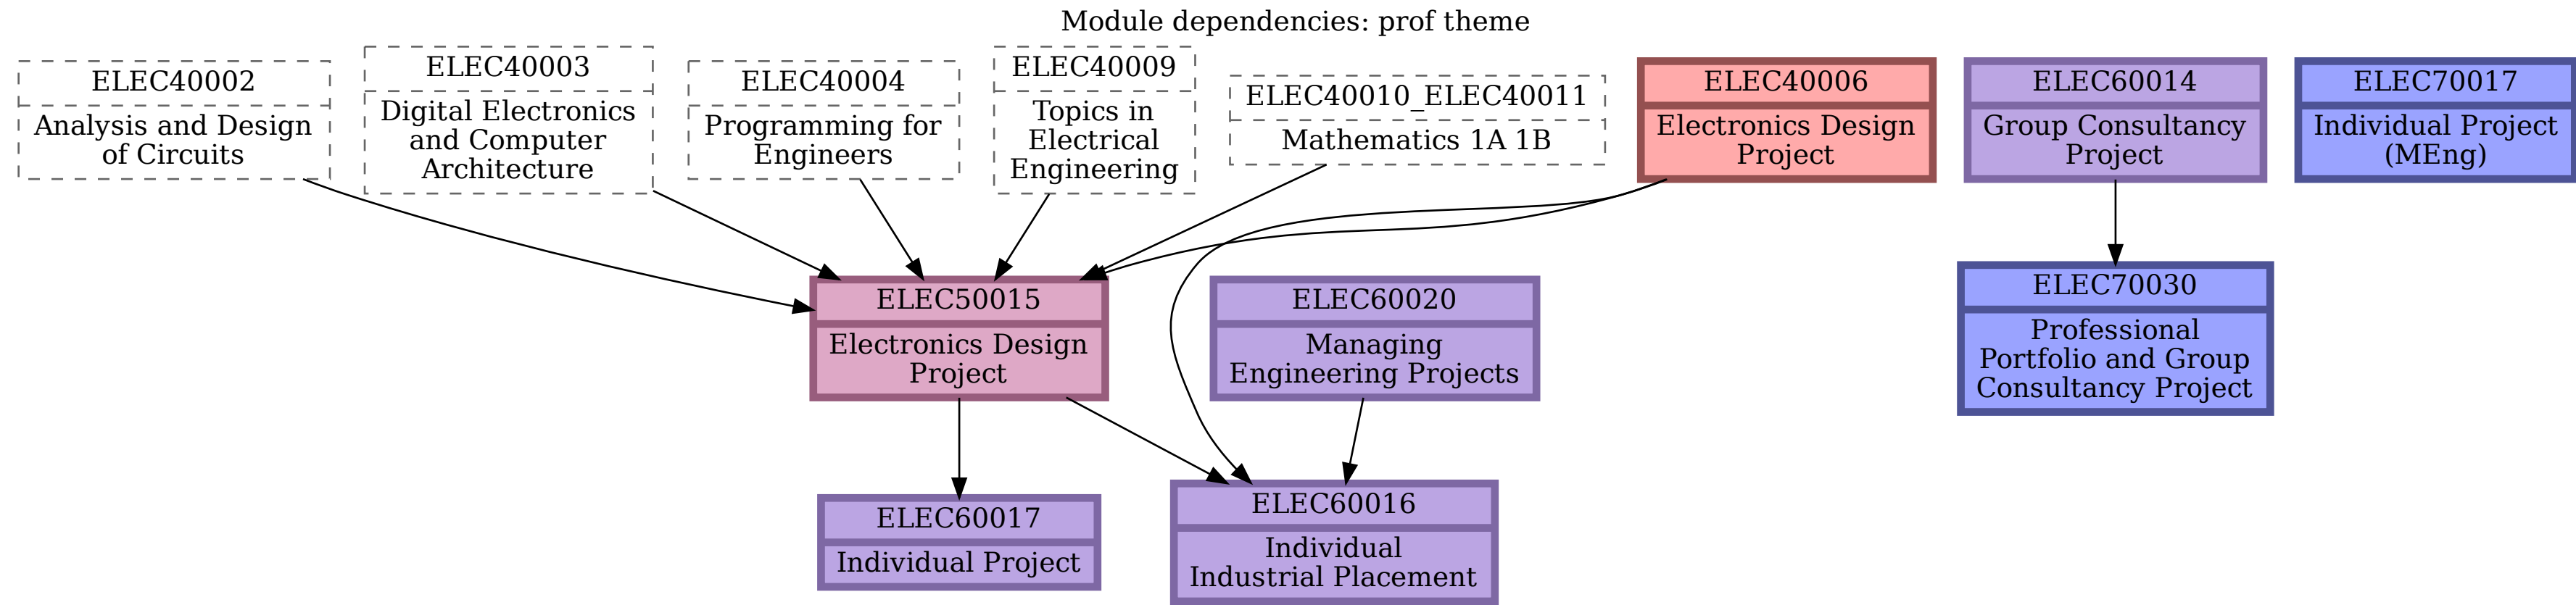 Module dependencies: prof theme
ELEC40002
Analysis and Design
of Circuits
ELEC40003
Digital Electronics
and Computer
Architecture
ELEC40004
Programming for
Engineers
ELEC40009
Topics in
Electrical
Engineering
ELEC40010_ELEC40011
Mathematics 1A 1B
ELEC40006
Electronics Design
Project
ELEC60014
Group Consultancy
Project
ELEC70017
Individual Project
(MEng)
ELEC50015
Electronics Design
Project
ELEC60020
Managing
Engineering Projects
ELEC70030
Professional
Portfolio and Group
Consultancy Project
ELEC60017
Individual Project
ELEC60016
Individual
Industrial Placement